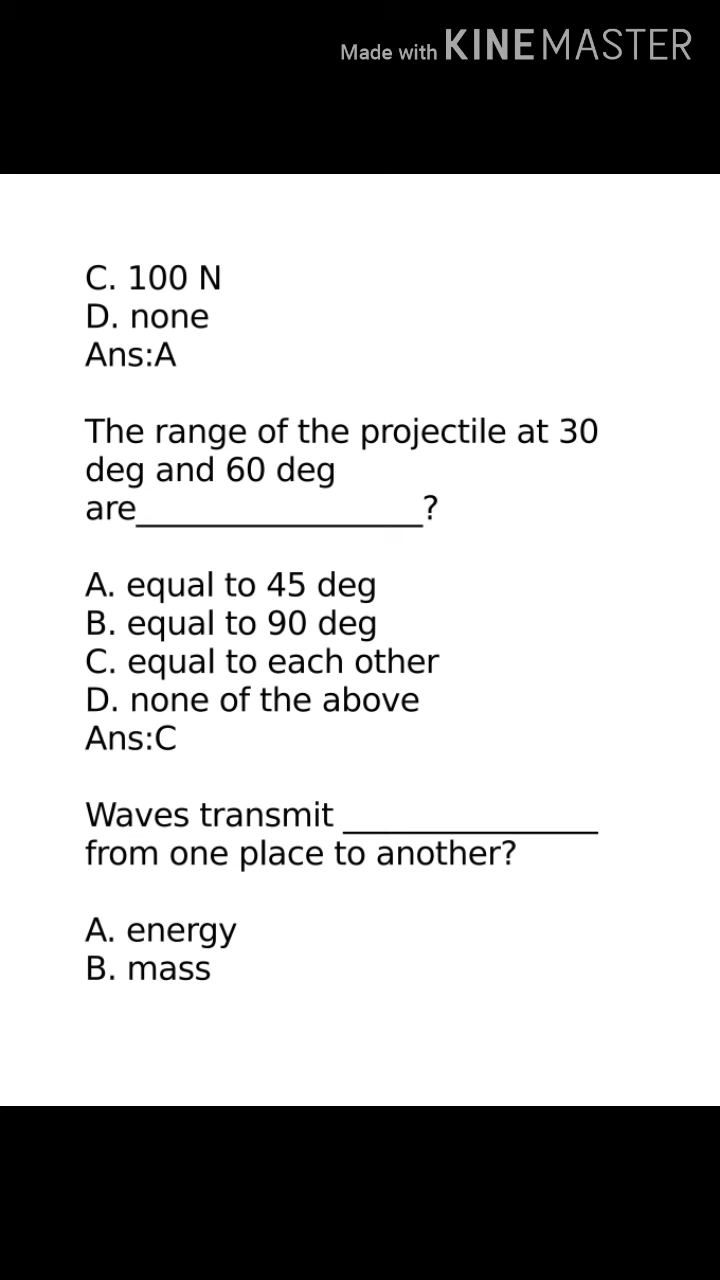 Made with KINEMASTER
C. 100 N
D. none
Ans:A
The range of the projectile at 30
deg and 60 deg
are_________________?
A. equal to 45 deg
B. equal to 90 deg
C. equal to each other
D. none of the above
Ans:C
Waves transmit _______________
from one place to another?
A. energy
B. mass